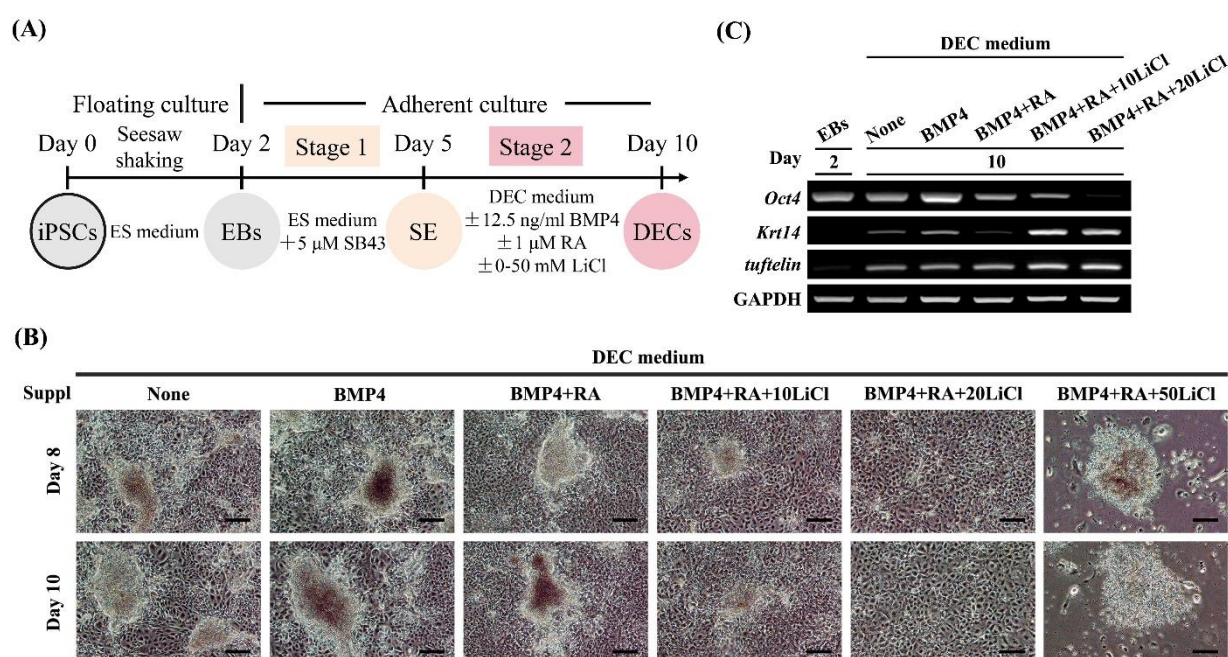 (A)
Floating culture
Adherent culture
Day 0
Seesaw
shaking
Day 2
Stage 1
Day 5
Stage 2
Day 10
iPSCs
ES medium
EBs
ES medium
+5 μM SB43
SE
DEC medium
±12.5 ng/ml BMP4
±1 μM RA
±0-50 mM LiCl
DECs
(C)
DEC medium
EBs None BMP4 BMP4+RA BMP4+RA+10LiCl BMP4+RA+20LiCl
Day 2 10
Oct4
Krt14
tuftelin
GAPDH
(B)
DEC medium
Suppl None BMP4 BMP4+RA BMP4+RA+10LiCl BMP4+RA+20LiCl BMP4+RA+50LiCl
Day 8
Day 10